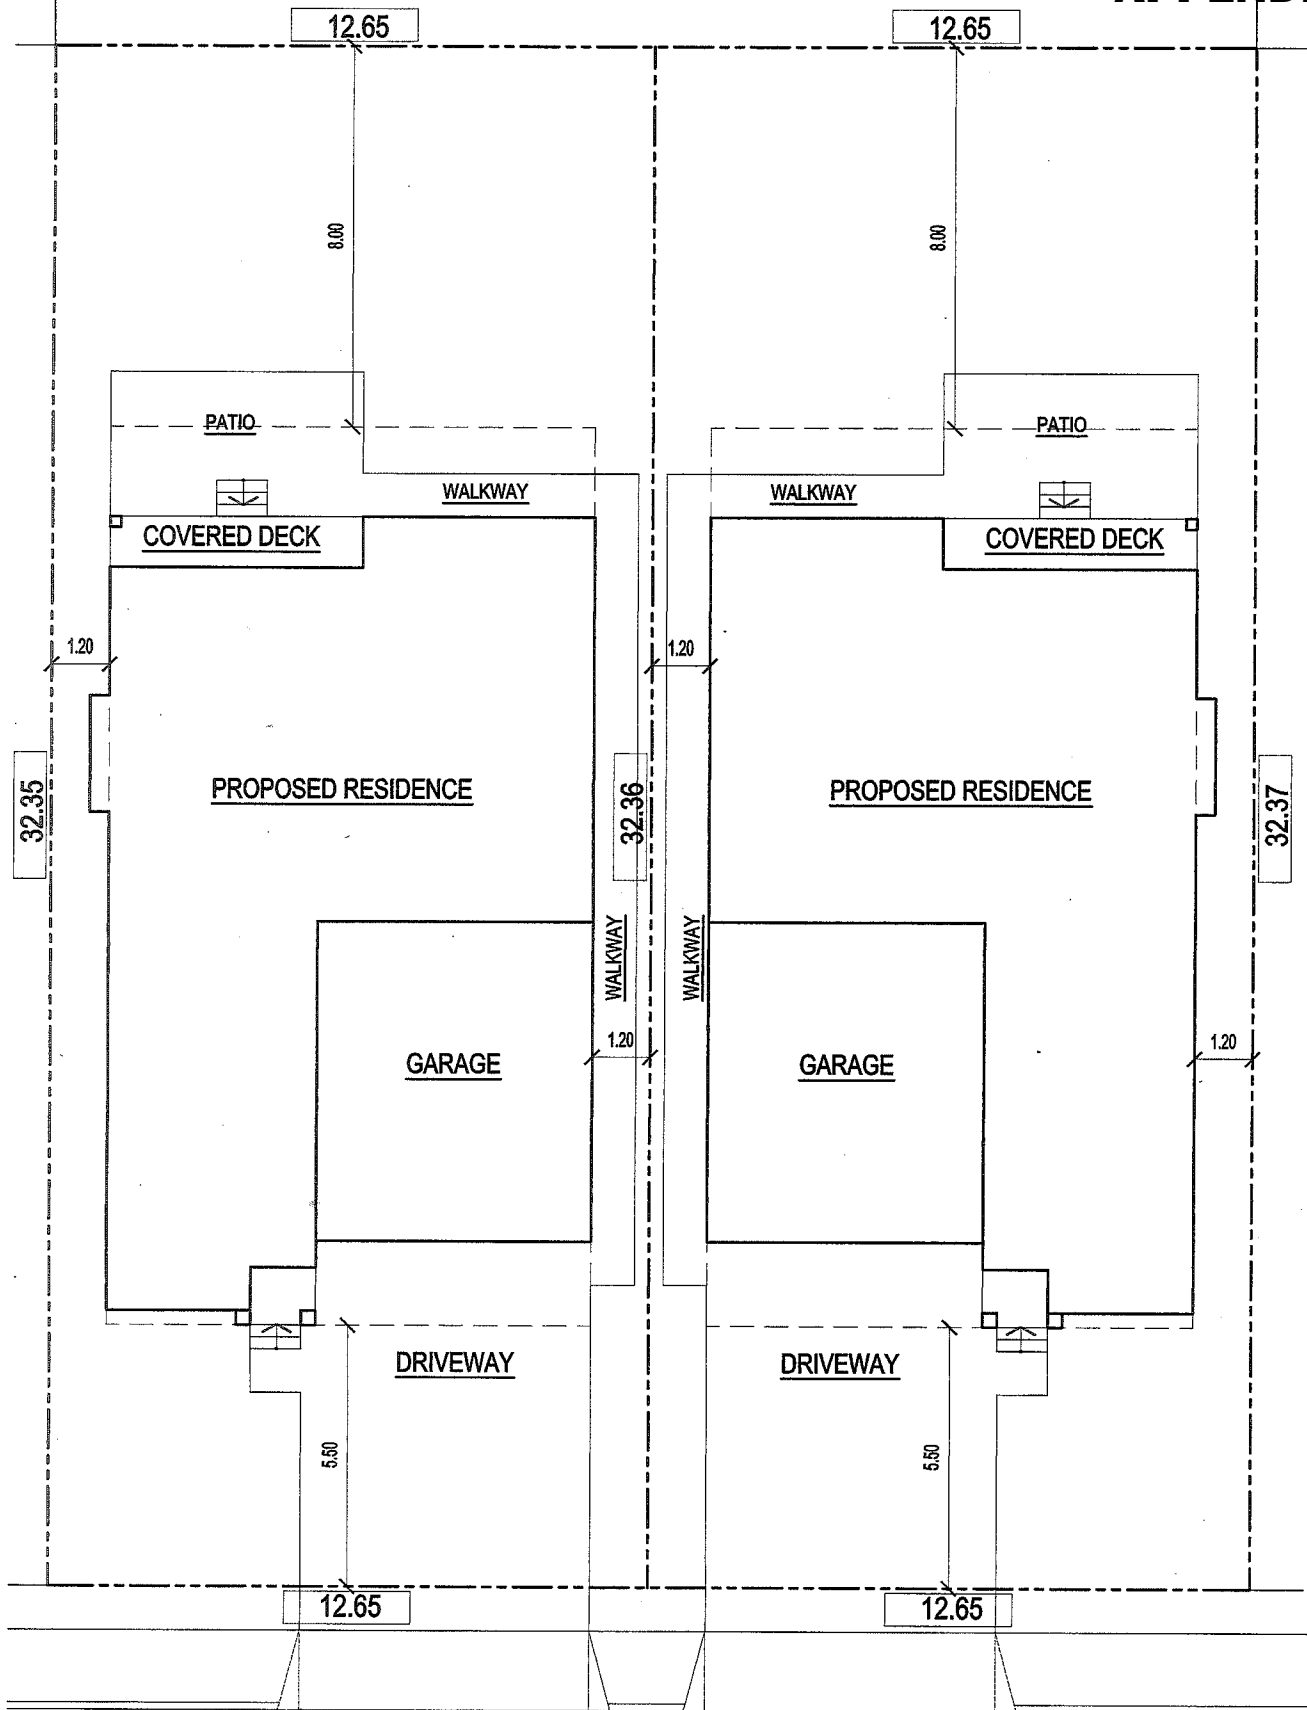 12.65
12.65
8.00
8.00
PATIO
PATIO
WALKWAY
WALKWAY
COVERED DECK
COVERED DECK
1.20
1.20
32.35
PROPOSED RESIDENCE
32.36
PROPOSED RESIDENCE
32.37
WALKWAY
WALKWAY
1.20
1.20
GARAGE
GARAGE
DRIVEWAY
DRIVEWAY
5.50
5.50
12.65
12.65